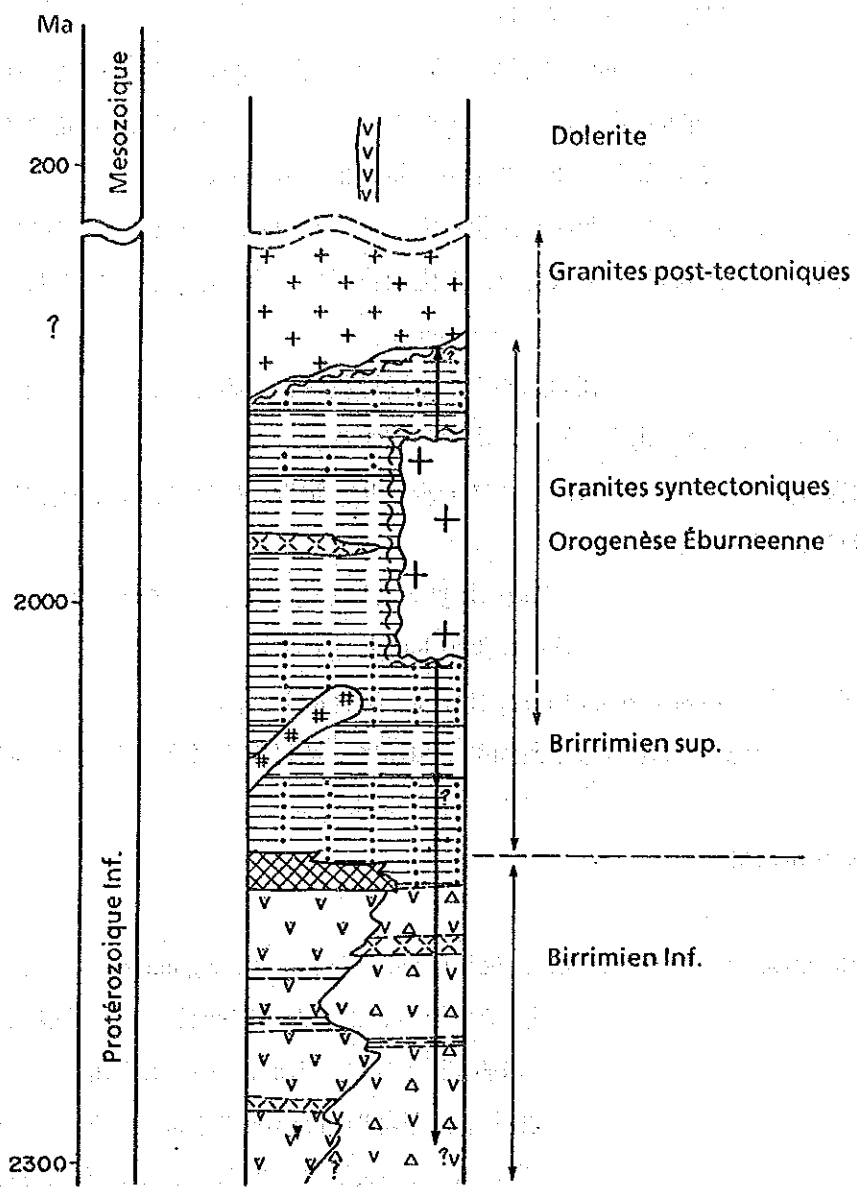 Ma
Mesozoique
200
Dolerite
Granites post-tectoniques
?
?
Granites syntectoniques
Orogenèse Éburneenne
2000
Brirrimien sup.
?
Protérozoique Inf.
Birrimien Inf.
2300
?
?